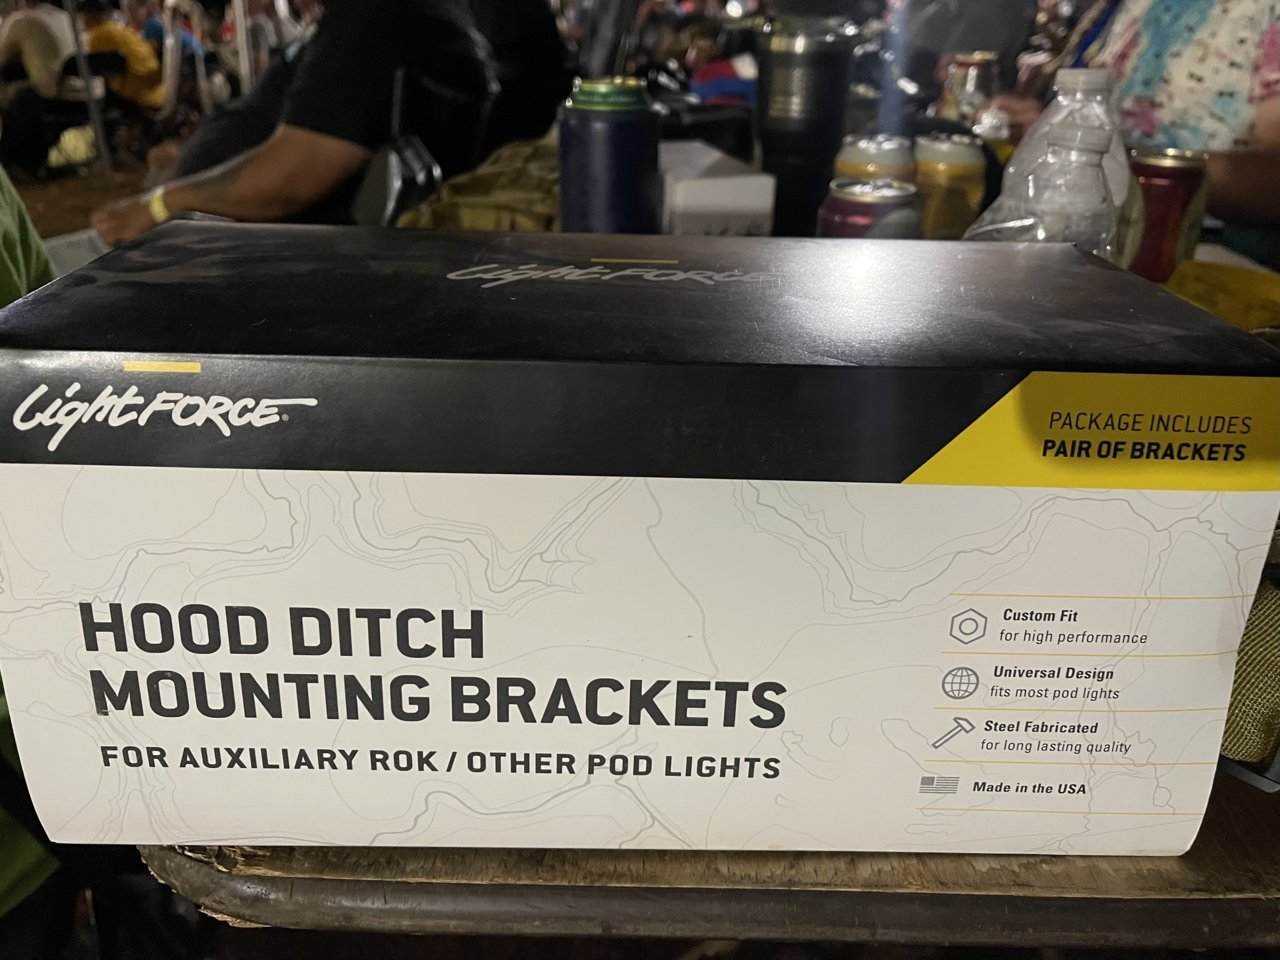 LightFORCE
LightFORCE®
PACKAGE INCLUDES
PAIR OF BRACKETS
HOOD DITCH
MOUNTING BRACKETS
FOR AUXILIARY ROK / OTHER POD LIGHTS
Custom Fit
for high performance
Universal Design
fits most pod lights
Steel Fabricated
for long lasting quality
Made in the USA